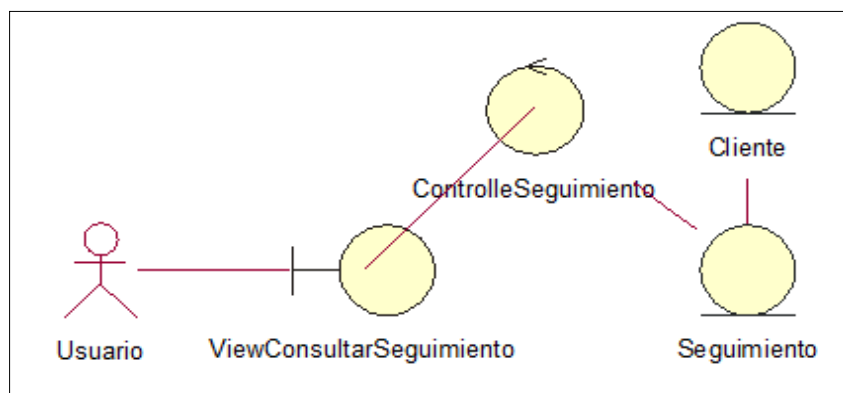 Cliente
ControlleSeguimiento
Usuario
ViewConsultarSeguimiento
Seguimiento